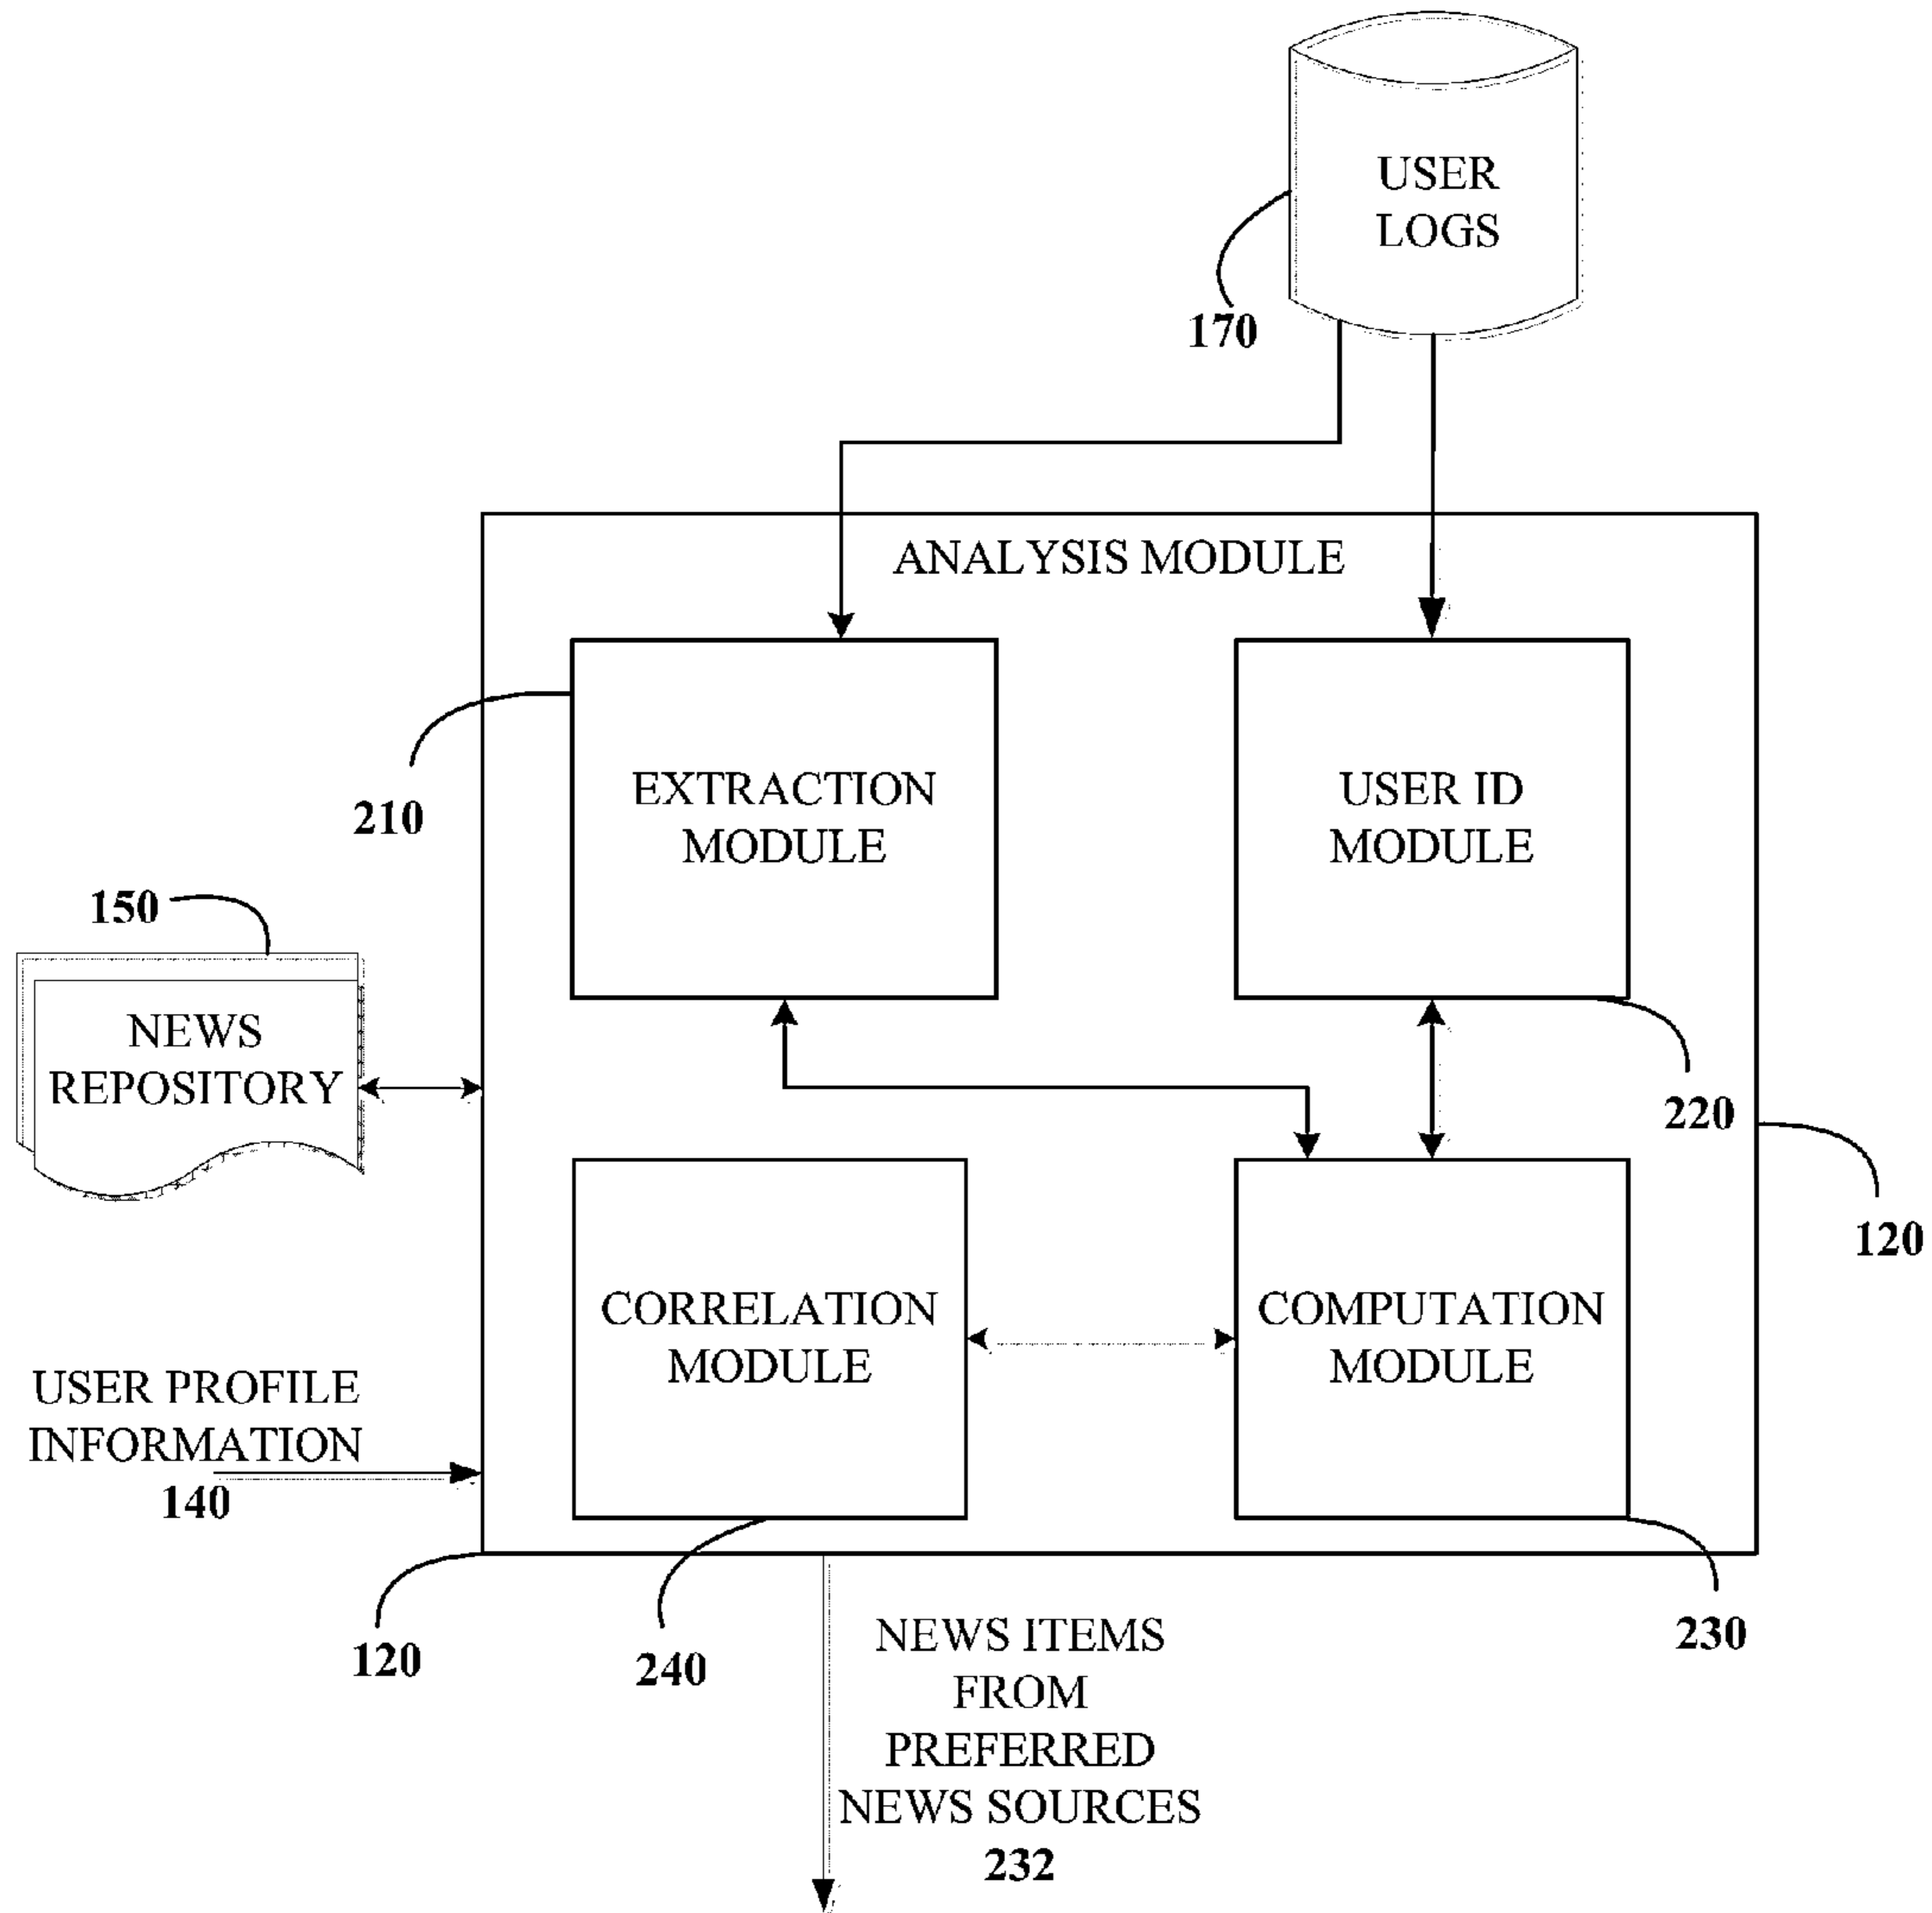 USER
LOGS
170
ANALYSIS MODULE
EXTRACTION
MODULE
210
USER ID
MODULE
220
150
NEWS
REPOSITORY
120
CORRELATION
MODULE
COMPUTATION
MODULE
USER PROFILE
INFORMATION
140
120
240
230
NEWS ITEMS
FROM
PREFERRED
NEWS SOURCES
232